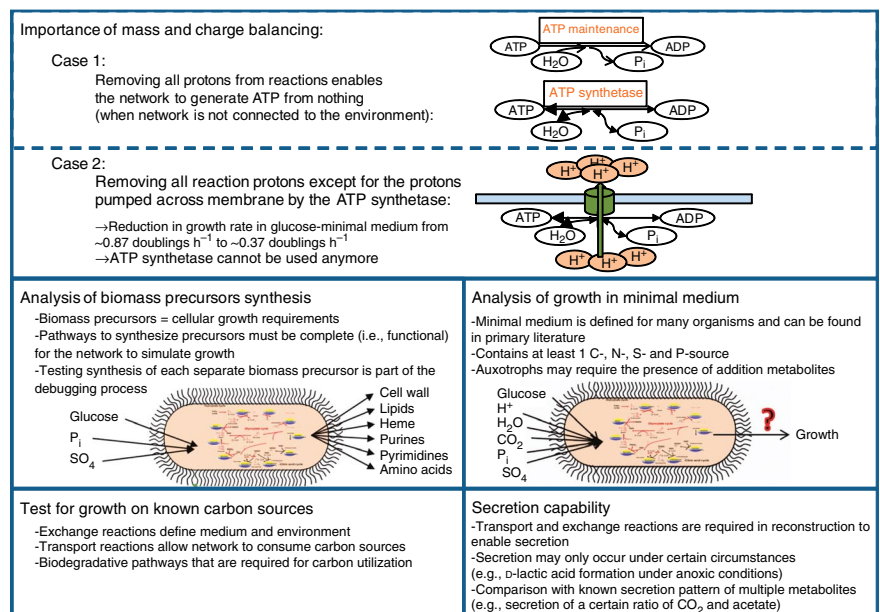 Importance of mass and charge balancing:
Case 1:
Removing all protons from reactions enables
the network to generate ATP from nothing
(when network is not connected to the environment):
ATP maintenance
ATP
ADP
H2O
Pi
ATP synthetase
ATP
ADP
H2O
Pi
Case 2:
Removing all reaction protons except for the protons
pumped across membrane by the ATP synthetase:
→Reduction in growth rate in glucose-minimal medium from
~0.87 doublings h⁻¹ to ~0.37 doublings h⁻¹
→ATP synthetase cannot be used anymore
H⁺
H⁺ H⁺
H⁺
ATP
ADP
H2O
Pi
H⁺ H⁺ H⁺
Analysis of biomass precursors synthesis
-Biomass precursors = cellular growth requirements
-Pathways to synthesize precursors must be complete (i.e., functional)
for the network to simulate growth
-Testing synthesis of each separate biomass precursor is part of the
debugging process
Glucose
Pi
SO4
Cell wall
Lipids
Heme
Purines
Pyrimidines
Amino acids
Analysis of growth in minimal medium
-Minimal medium is defined for many organisms and can be found
in primary literature
-Contains at least 1 C-, N-, S- and P-source
-Auxotrophs may require the presence of addition metabolites
Glucose
H⁺
H2O
CO2
Pi
SO4
?
Growth
Test for growth on known carbon sources
-Exchange reactions define medium and environment
-Transport reactions allow network to consume carbon sources
-Biodegradative pathways that are required for carbon utilization
Secretion capability
-Transport and exchange reactions are required in reconstruction to
enable secretion
-Secretion may only occur under certain circumstances
(e.g., D-lactic acid formation under anoxic conditions)
-Comparison with known secretion pattern of multiple metabolites
(e.g., secretion of a certain ratio of CO2 and acetate)